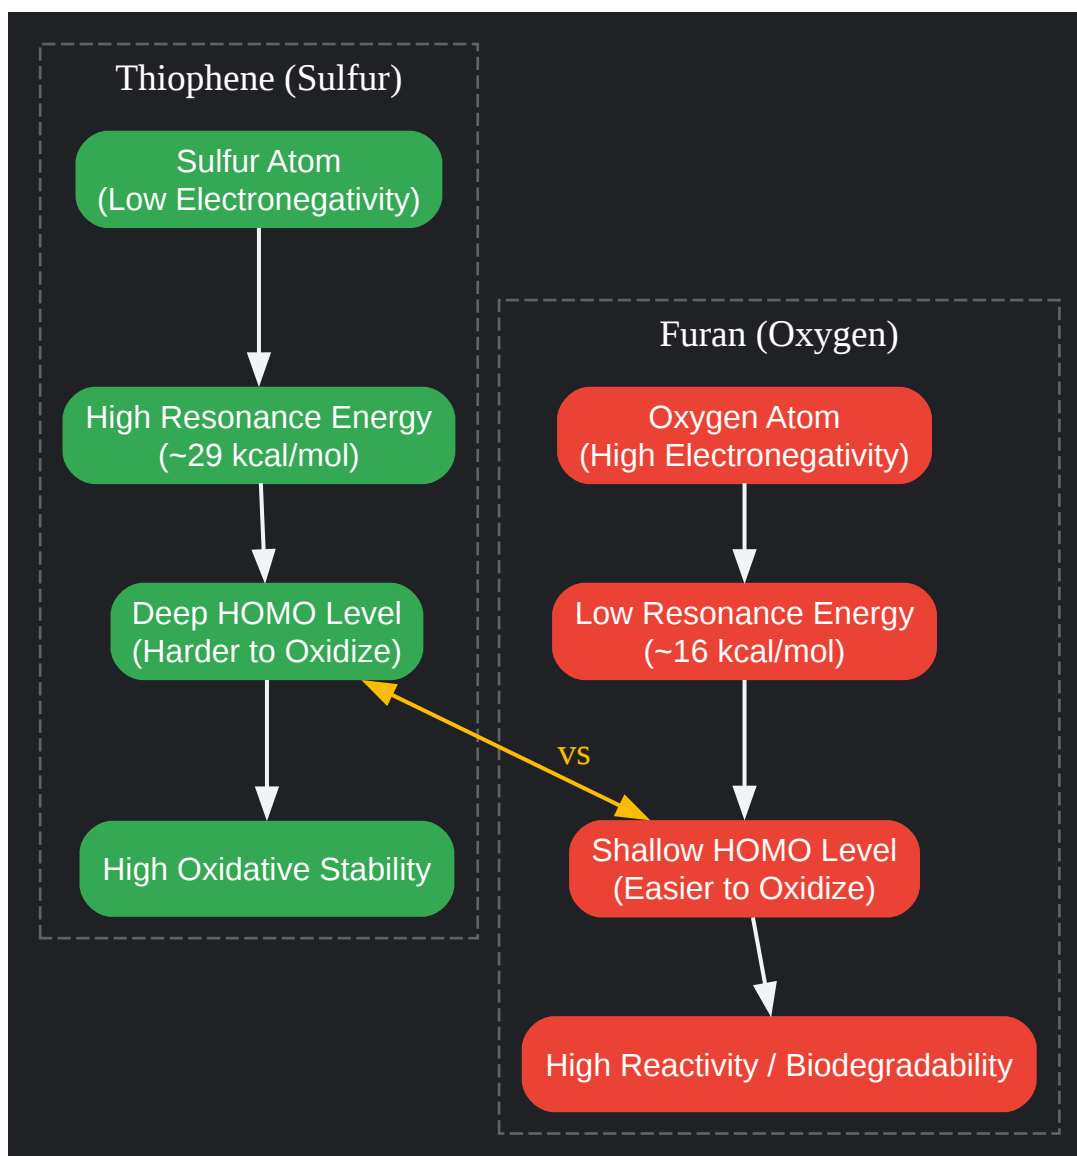 Thiophene (Sulfur)
Sulfur Atom
(Low Electronegativity)
High Resonance Energy
(~29 kcal/mol)
Deep HOMO Level
(Harder to Oxidize)
High Oxidative Stability
vs
Furan (Oxygen)
Oxygen Atom
(High Electronegativity)
Low Resonance Energy
(~16 kcal/mol)
Shallow HOMO Level
(Easier to Oxidize)
High Reactivity / Biodegradability